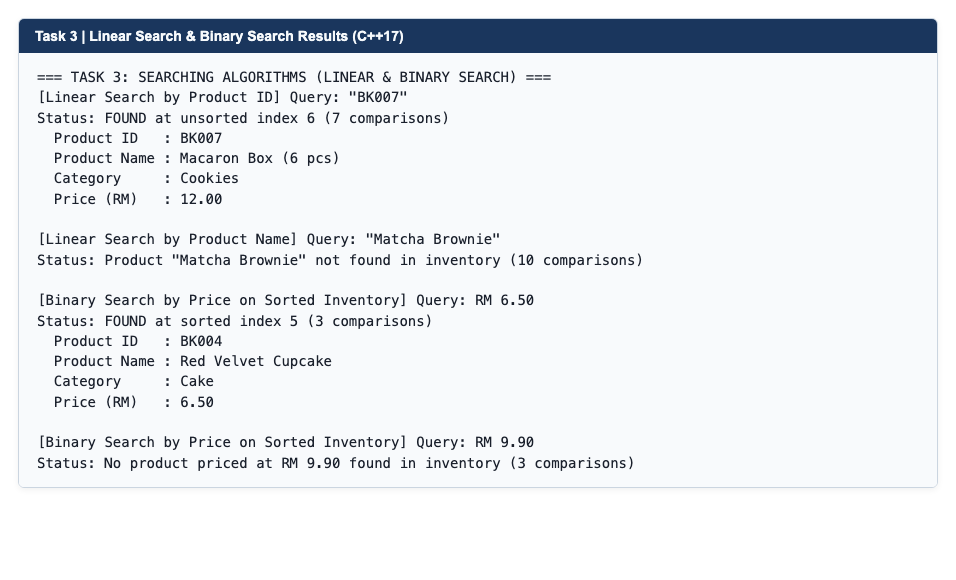 Task 3 | Linear Search & Binary Search Results (C++17)
=== TASK 3: SEARCHING ALGORITHMS (LINEAR & BINARY SEARCH) ===
[Linear Search by Product ID] Query: "BK007"
Status: FOUND at unsorted index 6 (7 comparisons)
  Product ID   : BK007
  Product Name : Macaron Box (6 pcs)
  Category     : Cookies
  Price (RM)   : 12.00

[Linear Search by Product Name] Query: "Matcha Brownie"
Status: Product "Matcha Brownie" not found in inventory (10 comparisons)

[Binary Search by Price on Sorted Inventory] Query: RM 6.50
Status: FOUND at sorted index 5 (3 comparisons)
  Product ID   : BK004
  Product Name : Red Velvet Cupcake
  Category     : Cake
  Price (RM)   : 6.50

[Binary Search by Price on Sorted Inventory] Query: RM 9.90
Status: No product priced at RM 9.90 found in inventory (3 comparisons)